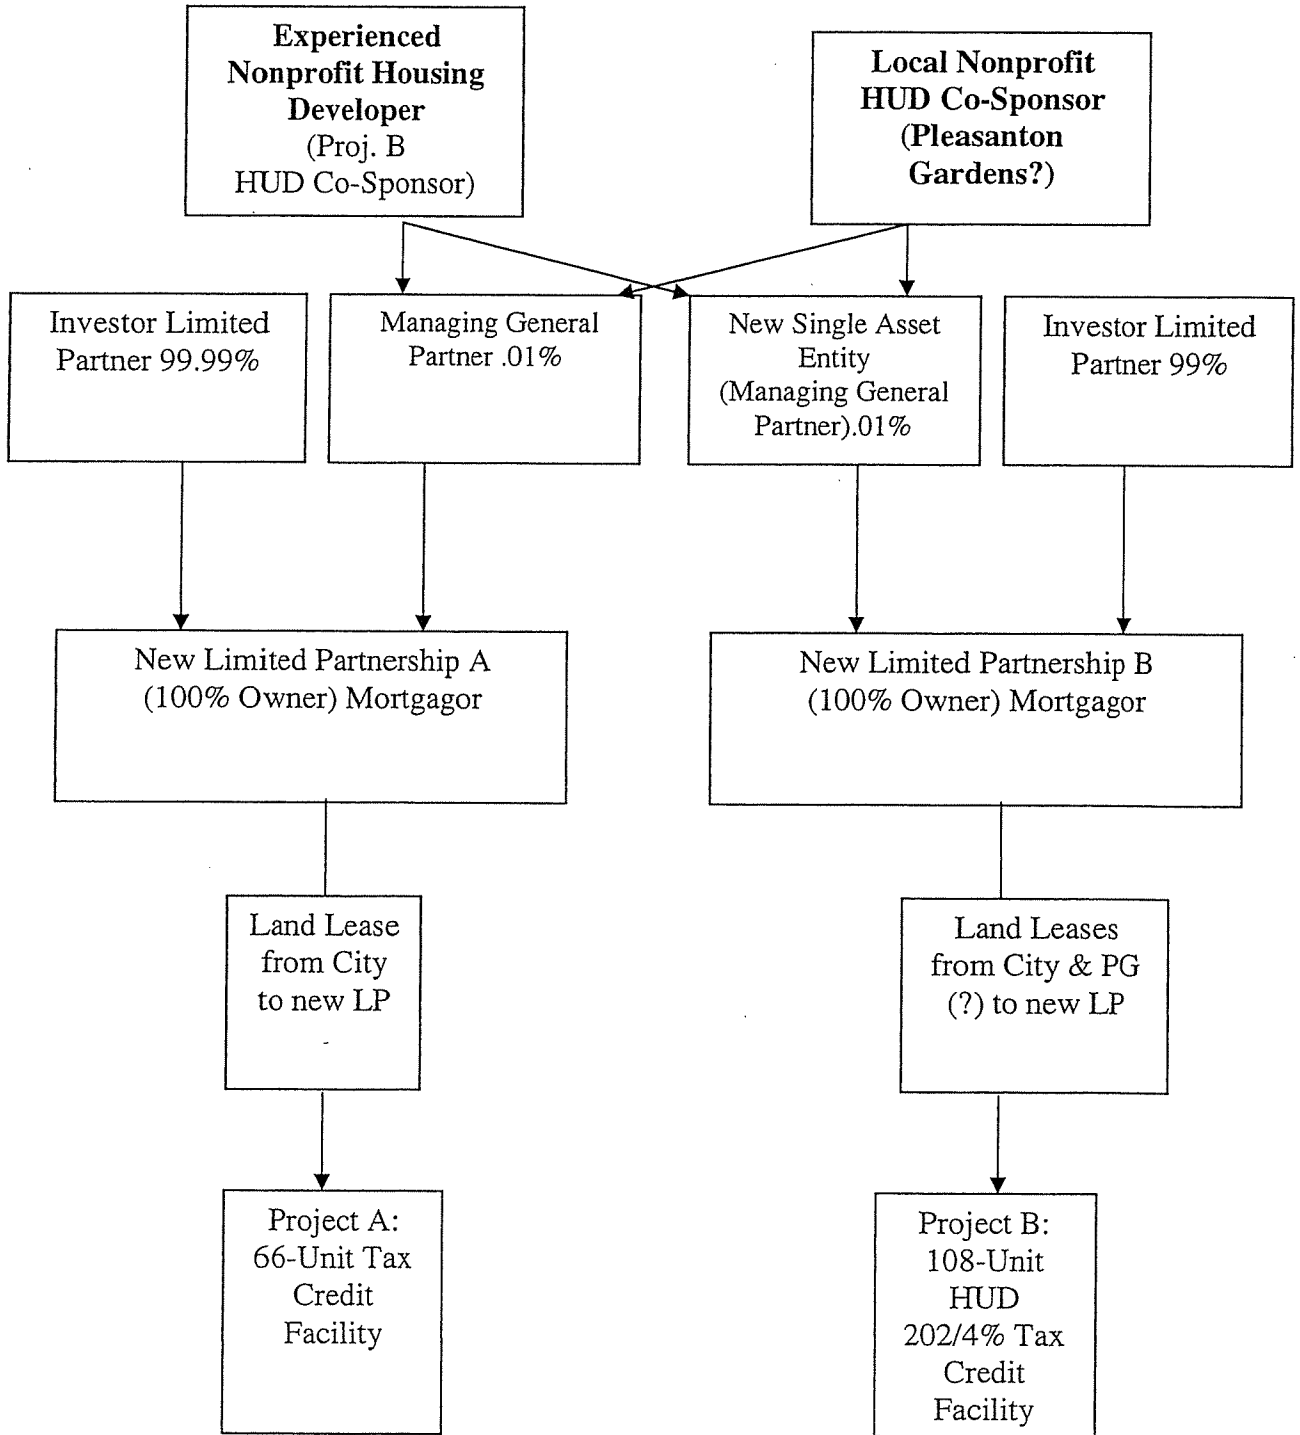 Experienced
Nonprofit Housing
Developer
(Proj. B
HUD Co-Sponsor)
Local Nonprofit
HUD Co-Sponsor
(Pleasanton
Gardens?)
Investor Limited
Partner 99.99%
Managing General
Partner .01%
New Single Asset
Entity
(Managing General
Partner).01%
Investor Limited
Partner 99%
New Limited Partnership A
(100% Owner) Mortgagor
New Limited Partnership B
(100% Owner) Mortgagor
Land Lease
from City
to new LP
Land Leases
from City & PG
(?) to new LP
Project A:
66-Unit Tax
Credit
Facility
Project B:
108-Unit
HUD
202/4% Tax
Credit
Facility